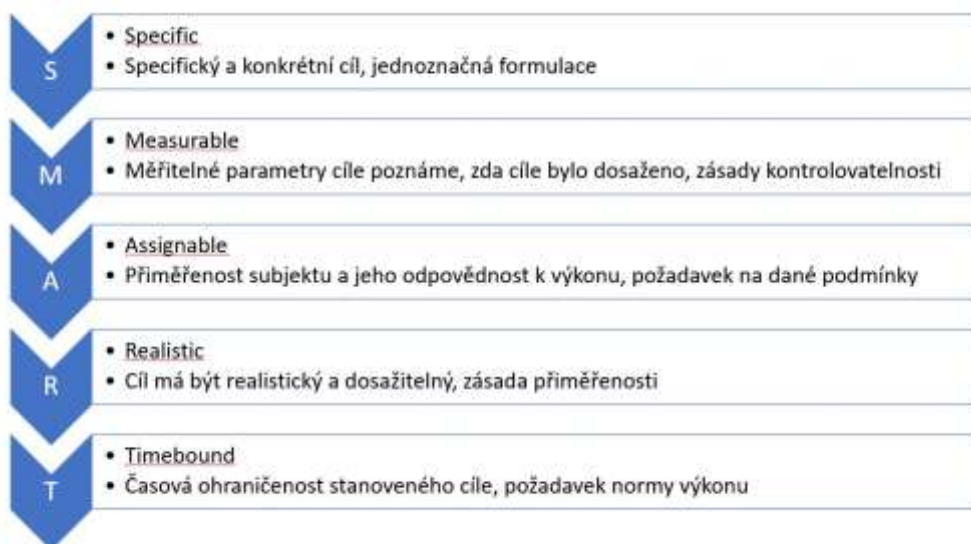 S
• Specific
• Specifický a konkrétní cíl, jednoznačná formulace
M
• Measurable
• Měřitelné parametry cíle poznáme, zda cíle bylo dosaženo, zásady kontrolovatelnosti
A
• Assignable
• Přiměřenost subjektu a jeho odpovědnost k výkonu, požadavek na dané podmínky
R
• Realistic
• Cíl má být realistický a dosažitelný, zásada přiměřenosti
T
• Timebound
• Časová ohraničenost stanoveného cíle, požadavek normy výkonu